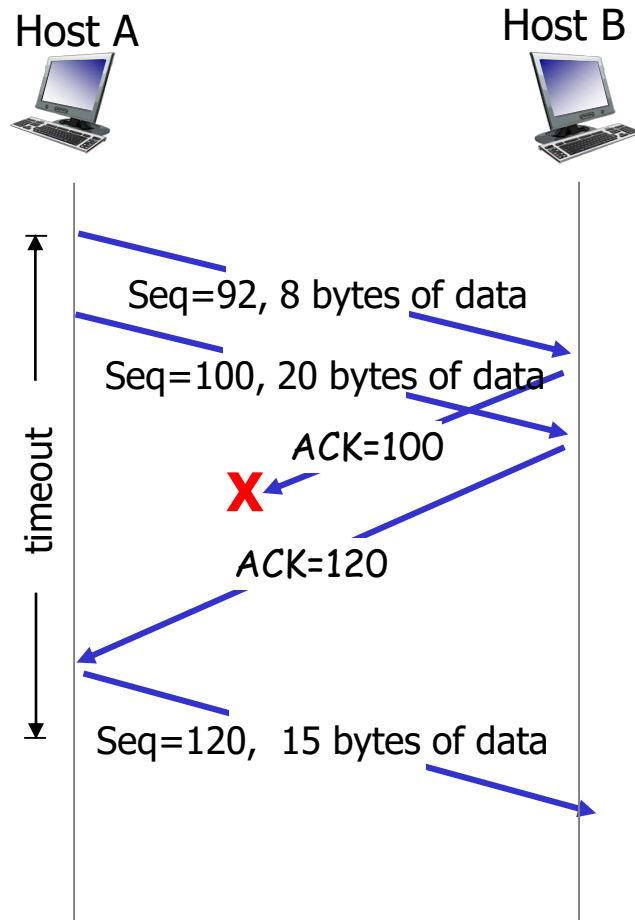 Host A
Host B
Seq=92, 8 bytes of data
Seq=100, 20 bytes of data
ACK=100
X
timeout
ACK=120
Seq=120,  15 bytes of data